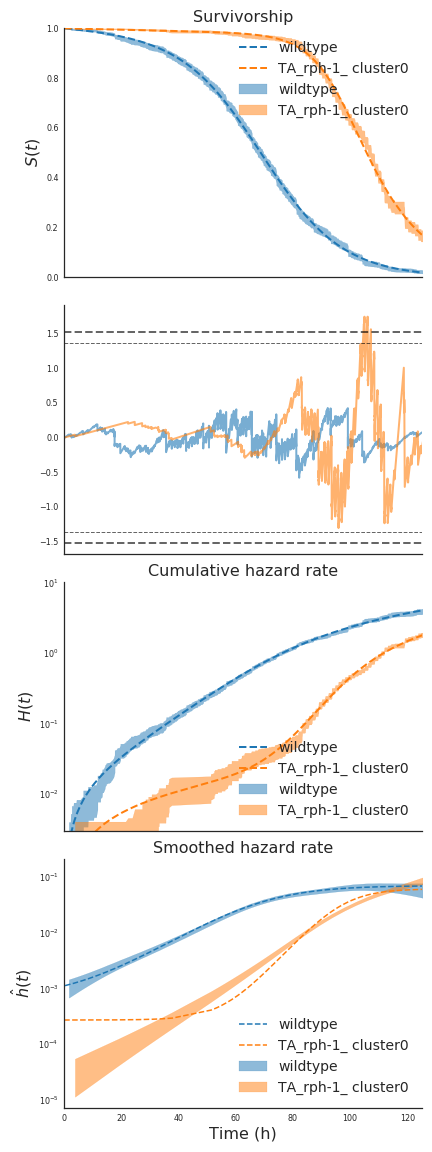 Survivorship
1.0
0.8
0.6
0.4
0.2
0.0
S(t)
wildtype
TA_rph-1_ cluster0
wildtype
TA_rph-1_ cluster0
1.5
1.0
0.5
0.0
−0.5
−1.0
−1.5
Cumulative hazard rate
10¹
10⁰
10⁻¹
10⁻²
H(t)
wildtype
TA_rph-1_ cluster0
wildtype
TA_rph-1_ cluster0
Smoothed hazard rate
10⁻¹
10⁻²
10⁻³
10⁻⁴
10⁻⁵
ĥ(t)
wildtype
TA_rph-1_ cluster0
wildtype
TA_rph-1_ cluster0
0 20 40 60 80 100 120
Time (h)